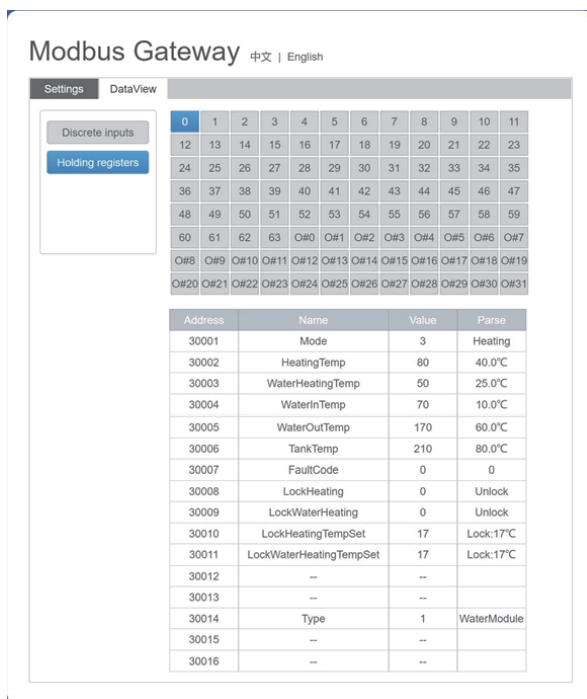 Modbus Gateway 中文 | English
Settings DataView
Discrete inputs
Holding registers
0 1 2 3 4 5 6 7 8 9 10 11
12 13 14 15 16 17 18 19 20 21 22 23
24 25 26 27 28 29 30 31 32 33 34 35
36 37 38 39 40 41 42 43 44 45 46 47
48 49 50 51 52 53 54 55 56 57 58 59
60 61 62 63 O#0 O#1 O#2 O#3 O#4 O#5 O#6 O#7
O#8 O#9 O#10 O#11 O#12 O#13 O#14 O#15 O#16 O#17 O#18 O#19
O#20 O#21 O#22 O#23 O#24 O#25 O#26 O#27 O#28 O#29 O#30 O#31
Address Name Value Parse
30001 Mode 3 Heating
30002 HeatingTemp 80 40.0℃
30003 WaterHeatingTemp 50 25.0℃
30004 WaterInTemp 70 10.0℃
30005 WaterOutTemp 170 60.0℃
30006 TankTemp 210 80.0℃
30007 FaultCode 0 0
30008 LockHeating 0 Unlock
30009 LockWaterHeating 0 Unlock
30010 LockHeatingTempSet 17 Lock:17℃
30011 LockWaterHeatingTempSet 17 Lock:17℃
30012 -- --
30013 -- --
30014 Type 1 WaterModule
30015 -- --
30016 -- --